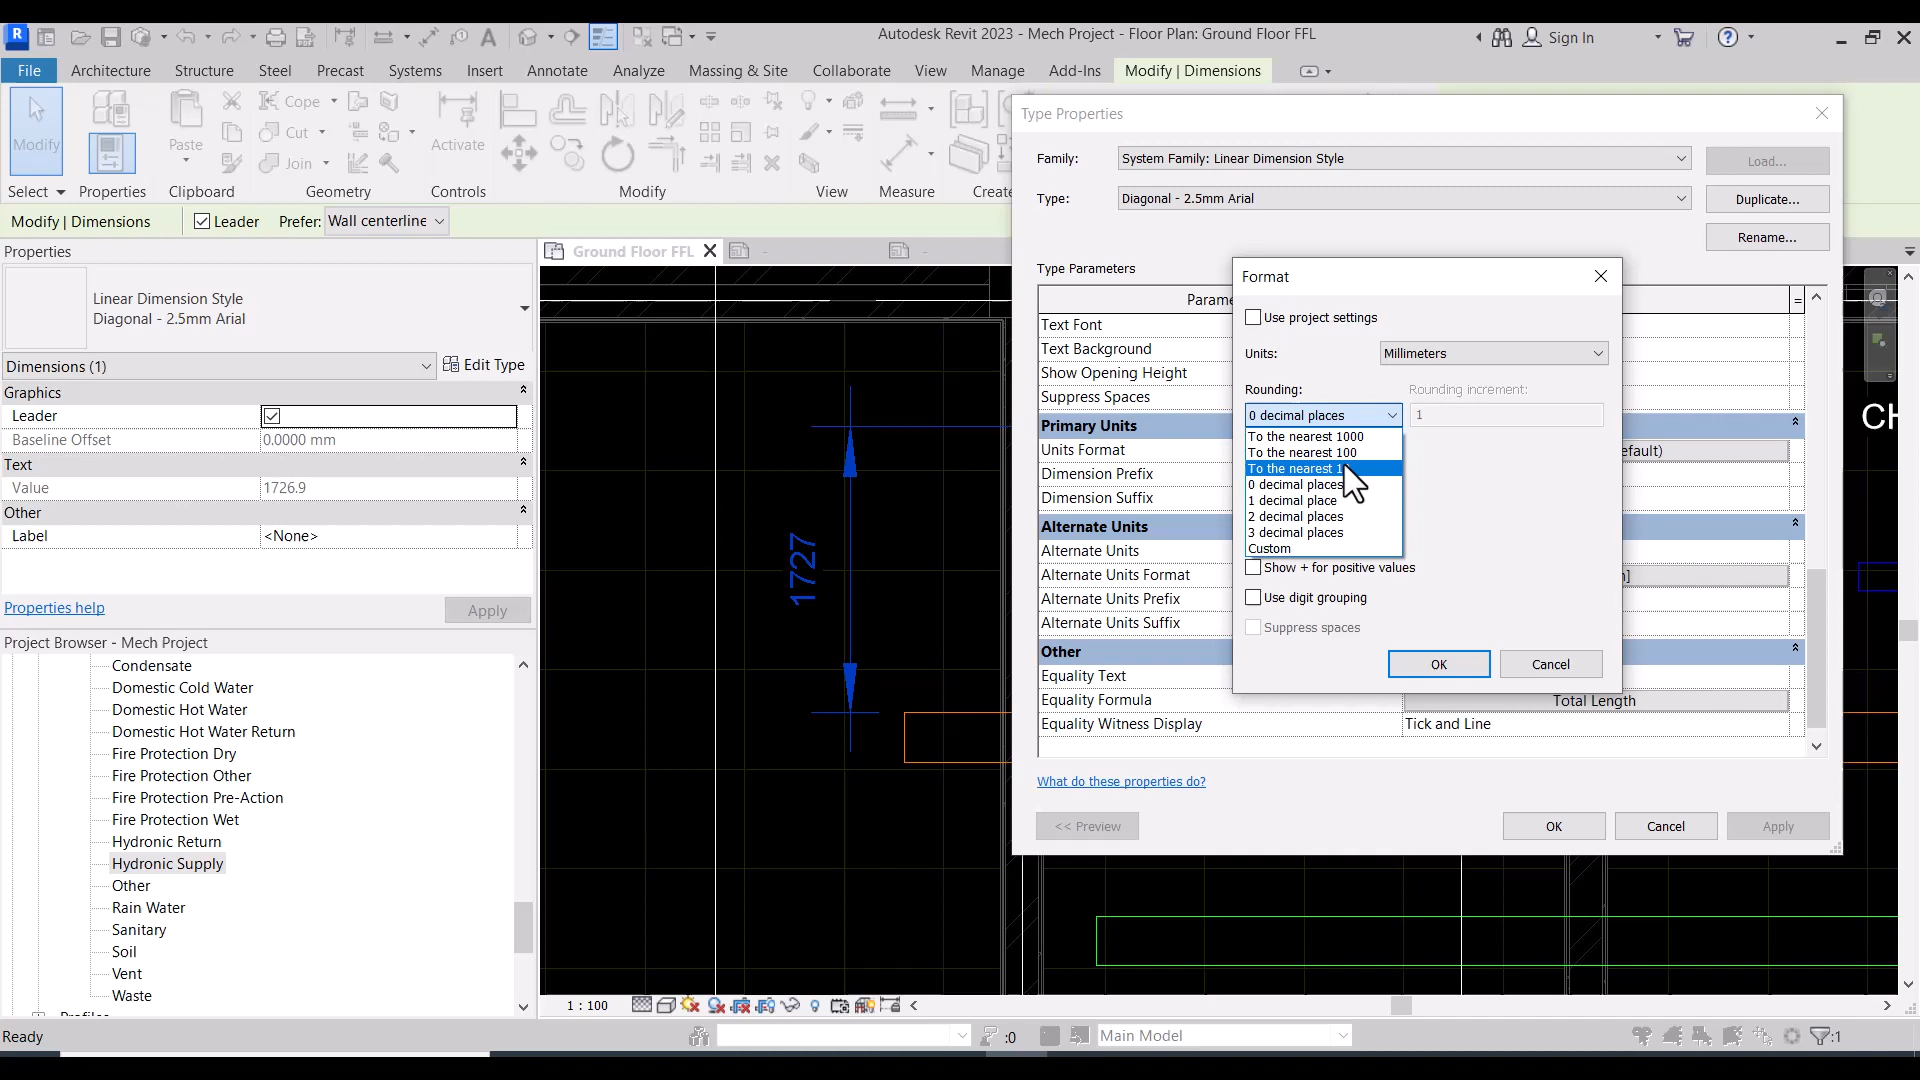 Autodesk Revit 2023 - Mech Project - Floor Plan: Ground Floor FFL
Sign In
File Architecture Structure Steel Precast Systems Insert Annotate Analyze Massing & Site Collaborate View Manage Add-Ins Modify | Dimensions
Modify
Paste
Cope
Cut
Join
Activate
Select Properties Clipboard Geometry Controls Modify View Measure Create
Modify | Dimensions Leader Prefer: Wall centerline
Properties
Linear Dimension Style
Diagonal - 2.5mm Arial
Dimensions (1) Edit Type
Graphics
Leader
Baseline Offset 0.0000 mm
Text
Value 1726.9
Other
Label <None>
Properties help Apply
Project Browser - Mech Project
Condensate
Domestic Cold Water
Domestic Hot Water
Domestic Hot Water Return
Fire Protection Dry
Fire Protection Other
Fire Protection Pre-Action
Fire Protection Wet
Hydronic Return
Hydronic Supply
Other
Rain Water
Sanitary
Soil
Vent
Waste
Ready
Ground Floor FFL - -
1727
CH
Type Properties
Family: System Family: Linear Dimension Style Load...
Type: Diagonal - 2.5mm Arial Duplicate...
Rename...
Type Parameters
Parame =
Text Font
Text Background
Show Opening Height
Suppress Spaces
Primary Units
Units Format efault)
Dimension Prefix
Dimension Suffix
Alternate Units
Alternate Units
Alternate Units Format ]
Alternate Units Prefix
Alternate Units Suffix
Other
Equality Text
Equality Formula Total Length
Equality Witness Display Tick and Line
What do these properties do?
<< Preview OK Cancel Apply
Format
Use project settings
Units: Millimeters
Rounding: Rounding increment:
0 decimal places 1
To the nearest 1000
To the nearest 100
To the nearest 1
0 decimal places
1 decimal place
2 decimal places
3 decimal places
Custom
Show + for positive values
Use digit grouping
Suppress spaces
OK Cancel
1 : 100
:0 Main Model :1